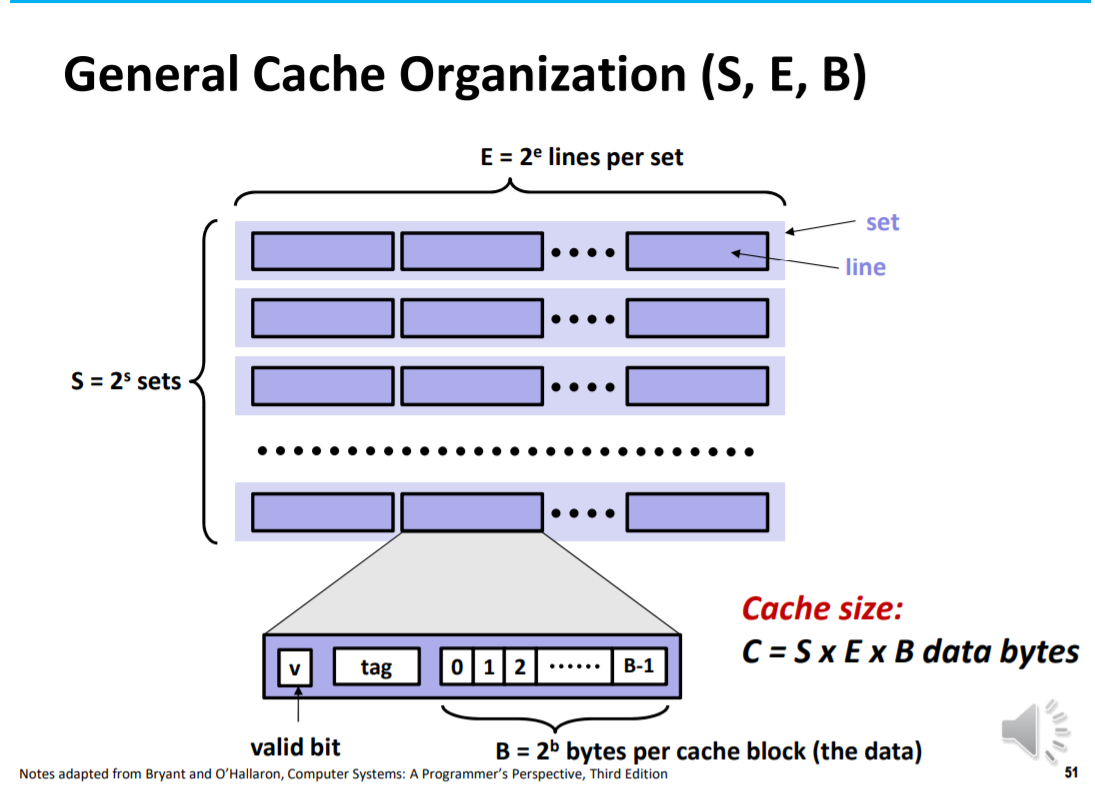 General Cache Organization (S, E, B)
E = 2ᵉ lines per set
set
line
S = 2ˢ sets
Cache size:
C = S x E x B data bytes
v tag 0 1 2 •••••• B-1
valid bit
B = 2ᵇ bytes per cache block (the data)
Notes adapted from Bryant and O'Hallaron, Computer Systems: A Programmer's Perspective, Third Edition
51